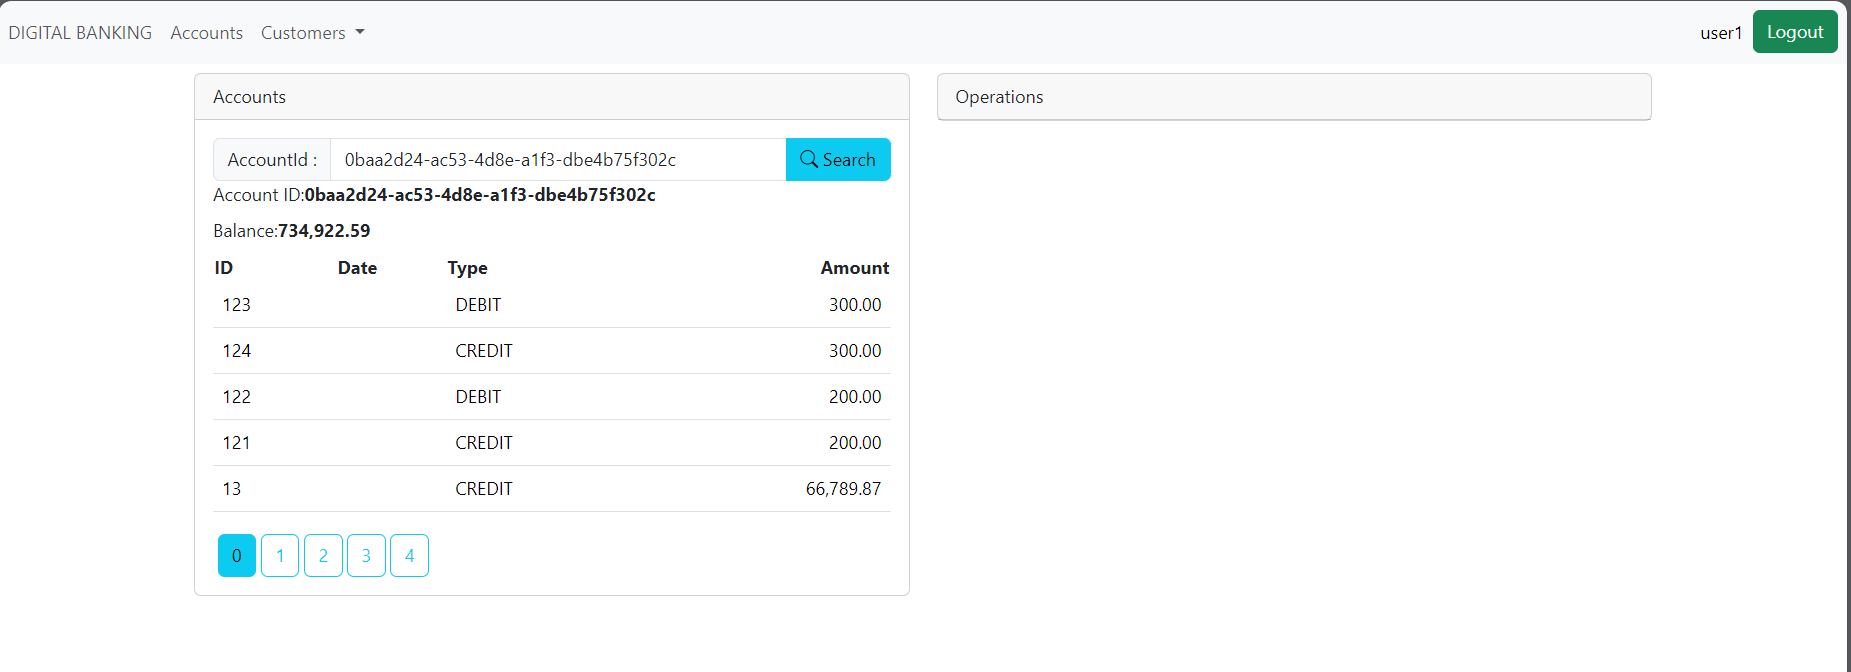 DIGITAL BANKING Accounts Customers user1 Logout
Accounts
AccountId : 0baa2d24-ac53-4d8e-a1f3-dbe4b75f302c Search
Account ID:0baa2d24-ac53-4d8e-a1f3-dbe4b75f302c
Balance:734,922.59
ID Date Type Amount
123 DEBIT 300.00
124 CREDIT 300.00
122 DEBIT 200.00
121 CREDIT 200.00
13 CREDIT 66,789.87
0 1 2 3 4
Operations